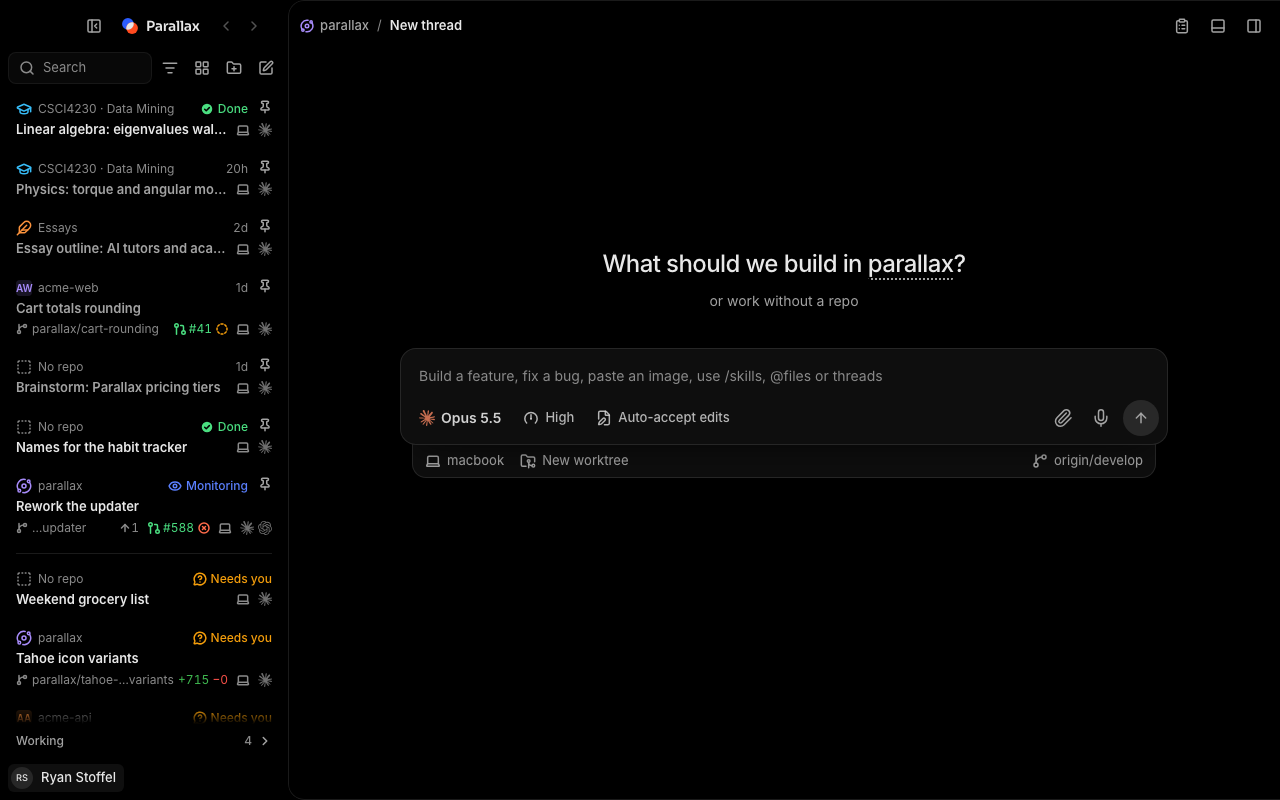 Parallax
Search
CSCI4230 · Data Mining Done
Linear algebra: eigenvalues wal...
CSCI4230 · Data Mining 20h
Physics: torque and angular mo...
Essays 2d
Essay outline: AI tutors and aca...
AW acme-web 1d
Cart totals rounding
parallax/cart-rounding #41
No repo 1d
Brainstorm: Parallax pricing tiers
No repo Done
Names for the habit tracker
parallax Monitoring
Rework the updater
...updater ↑1 #588
No repo Needs you
Weekend grocery list
parallax Needs you
Tahoe icon variants
parallax/tahoe-...variants +715 −0
AA acme-api Needs you
Working 4
RS Ryan Stoffel
parallax / New thread
What should we build in parallax?
or work without a repo
Build a feature, fix a bug, paste an image, use /skills, @files or threads
Opus 5.5 High Auto-accept edits
macbook New worktree origin/develop